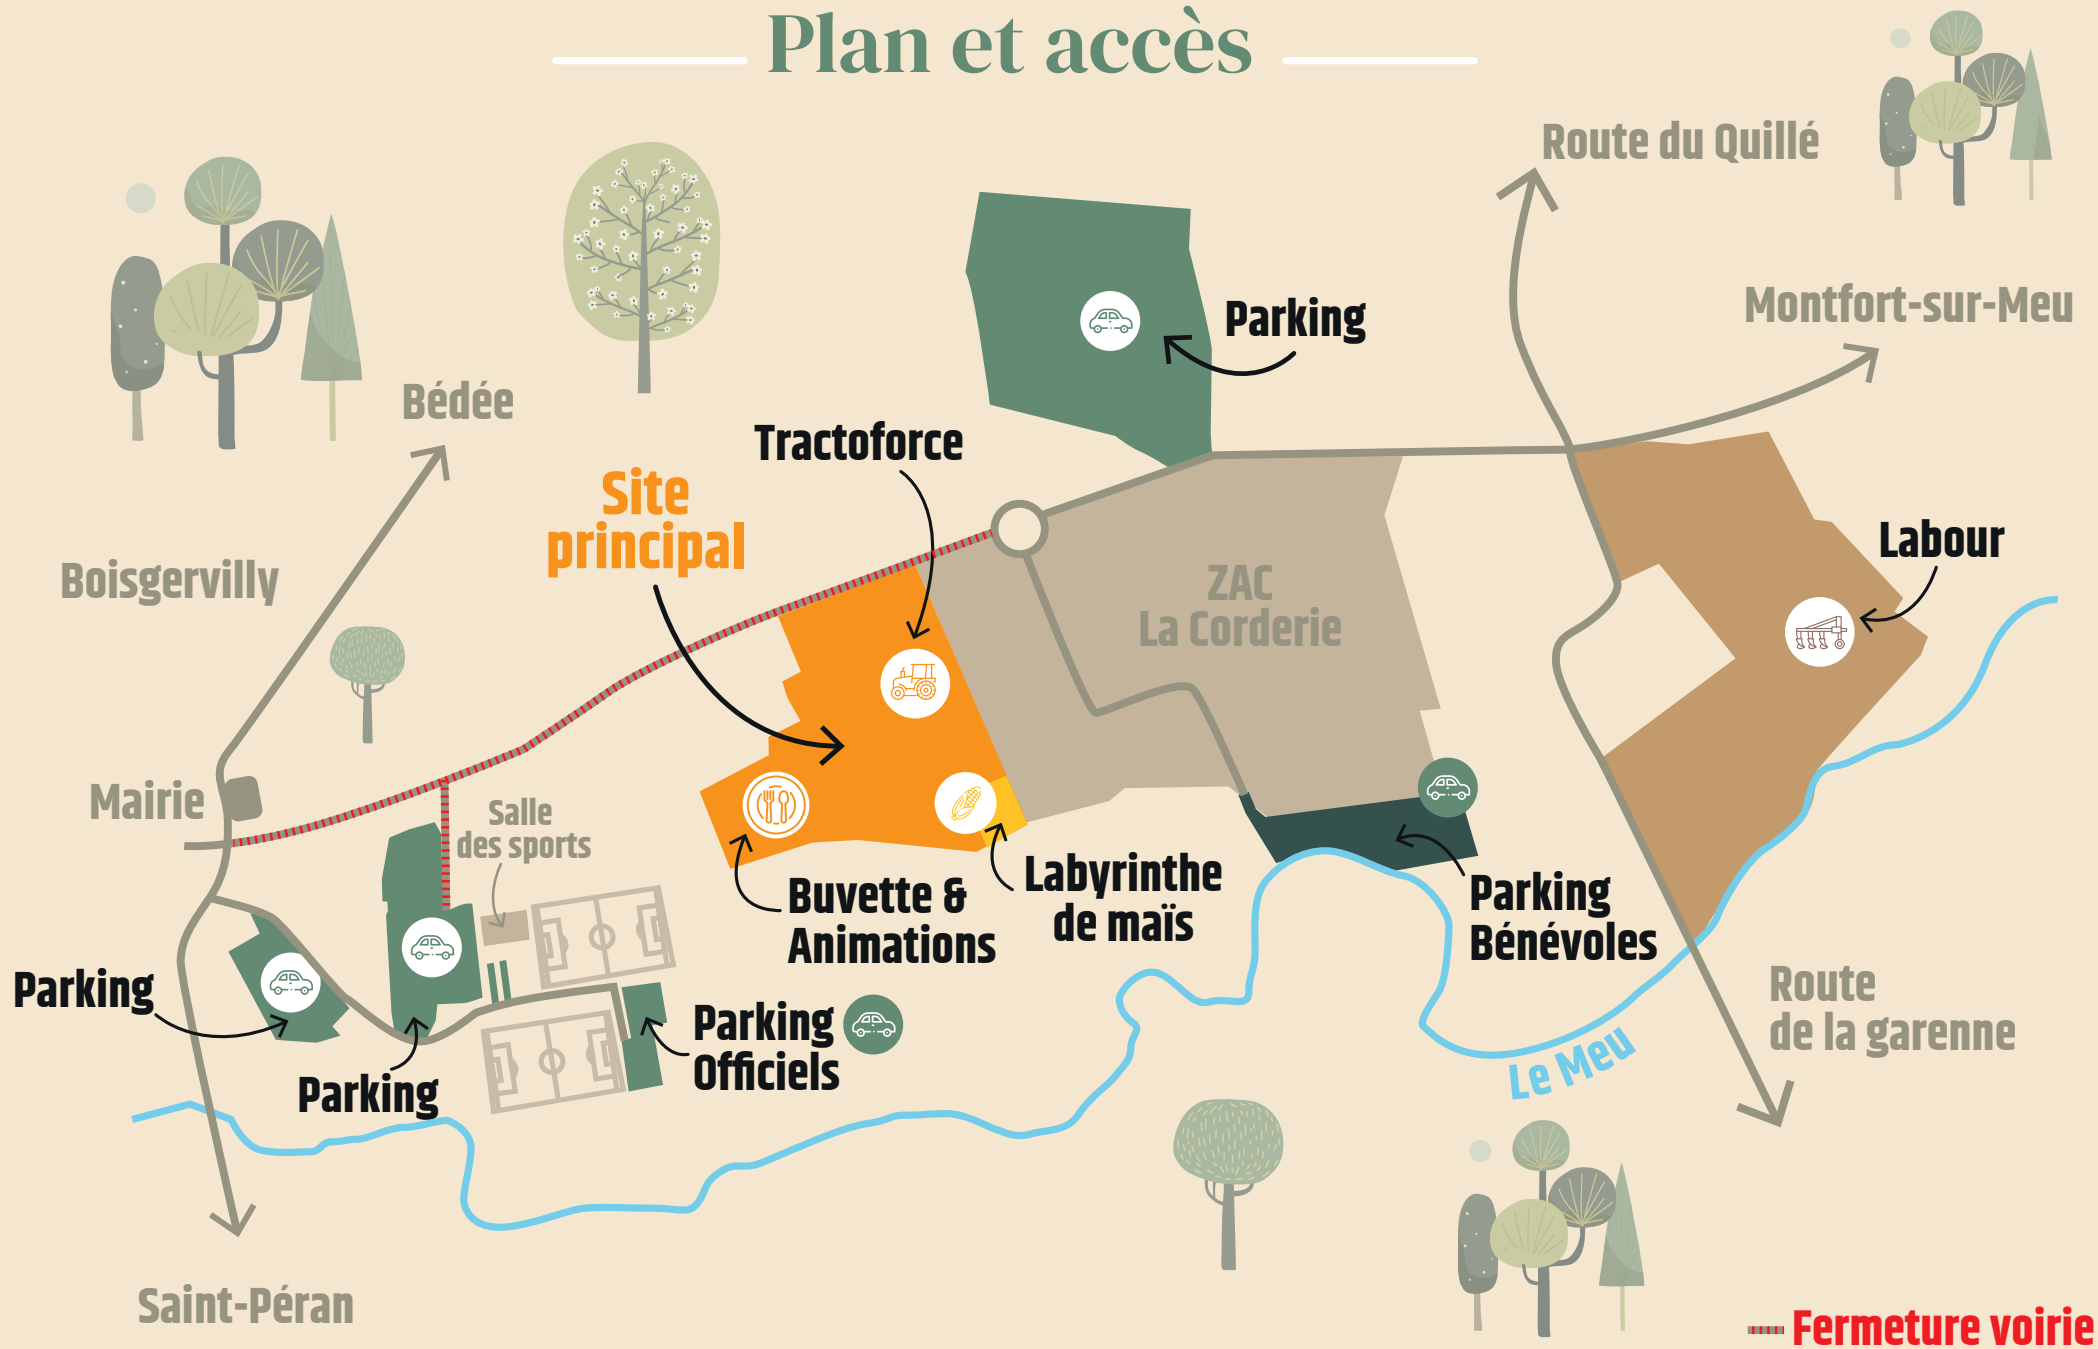 Plan et accès
Route du Quillé
Montfort-sur-Meu
Parking
Bédée
Tractoforce
Site
principal
Labour
Boisgervilly
ZAC
La Corderie
Mairie
Salle
des sports
Labyrinthe
de maïs
Buvette &
Animations
Parking
Bénévoles
Parking
Parking
Officiels
Route
de la garenne
Le Meu
Parking
Saint-Péran
Fermeture voirie